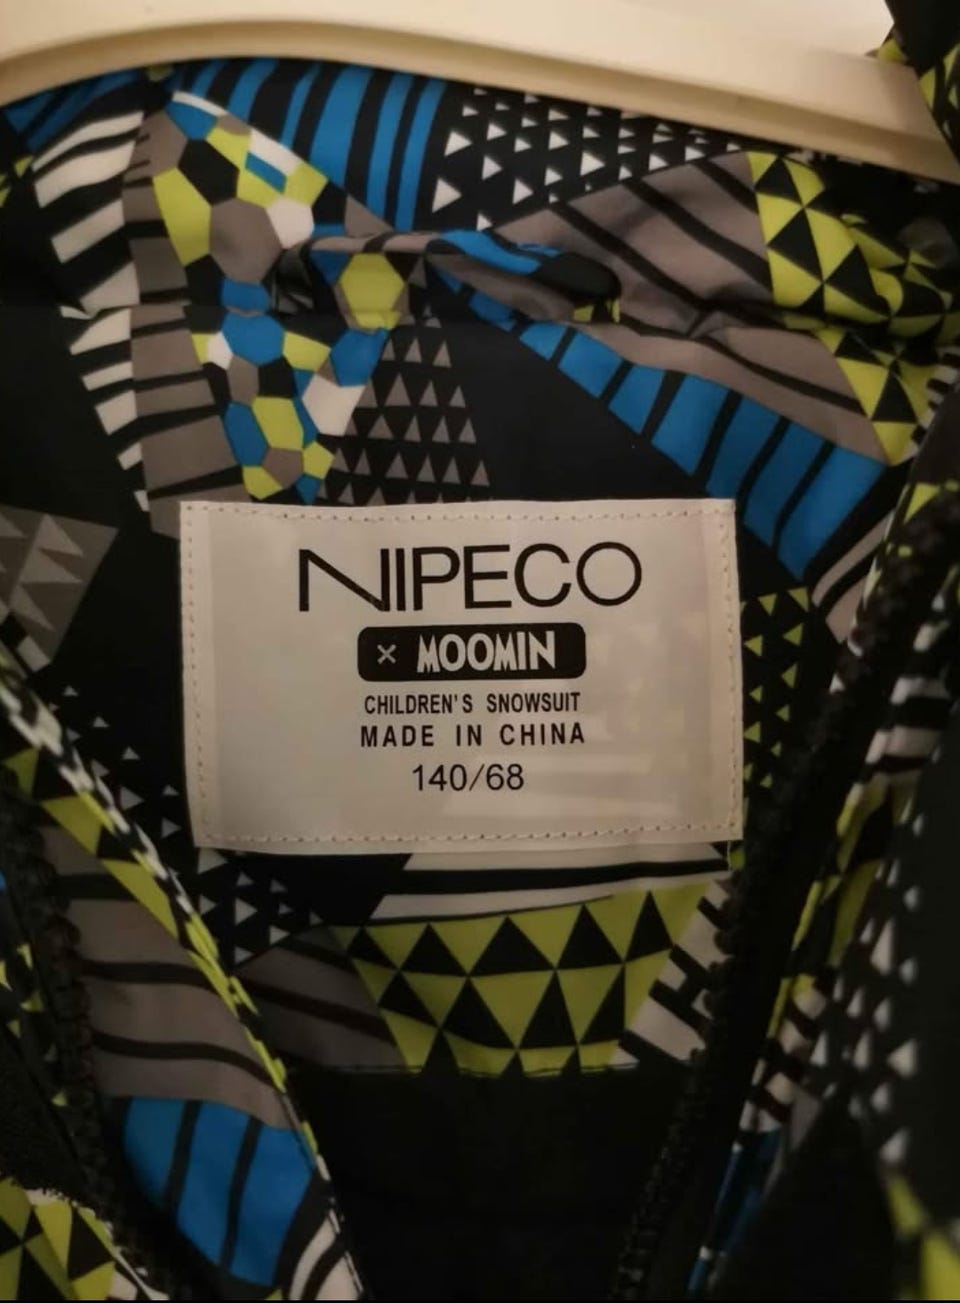 NIPECO
× MOOMIN
CHILDREN'S SNOWSUIT
MADE IN CHINA
140/68